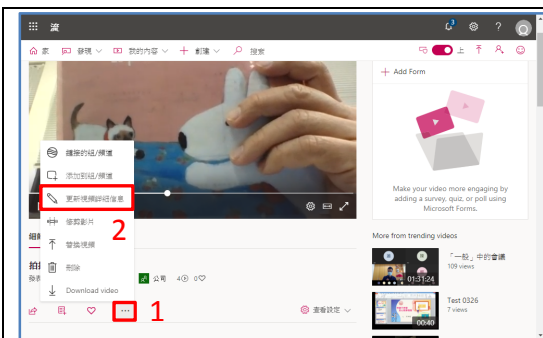 流
3
?
家 發現 我的內容 創建 搜索 上
Add Form
Make your video more engaging by
adding a survey, quiz, or poll using
Microsoft Forms.
鏈接的組/頻道
添加到組/頻道
更新視頻詳細信息
修剪影片
替換視頻
刪除
Download video
2
公司 4 0
1
查看設定
More from trending videos
「一般」中的會議
109 views
01:31:24
Test 0326
7 views
00:40